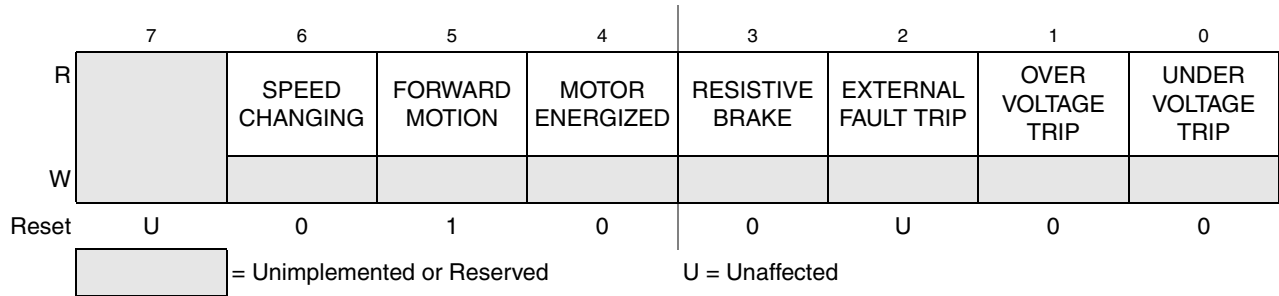 7 6 5 4 3 2 1 0
R
SPEED CHANGING
FORWARD MOTION
MOTOR ENERGIZED
RESISTIVE BRAKE
EXTERNAL FAULT TRIP
OVER VOLTAGE TRIP
UNDER VOLTAGE TRIP
W
Reset U 0 1 0 0 U 0 0
= Unimplemented or Reserved U = Unaffected